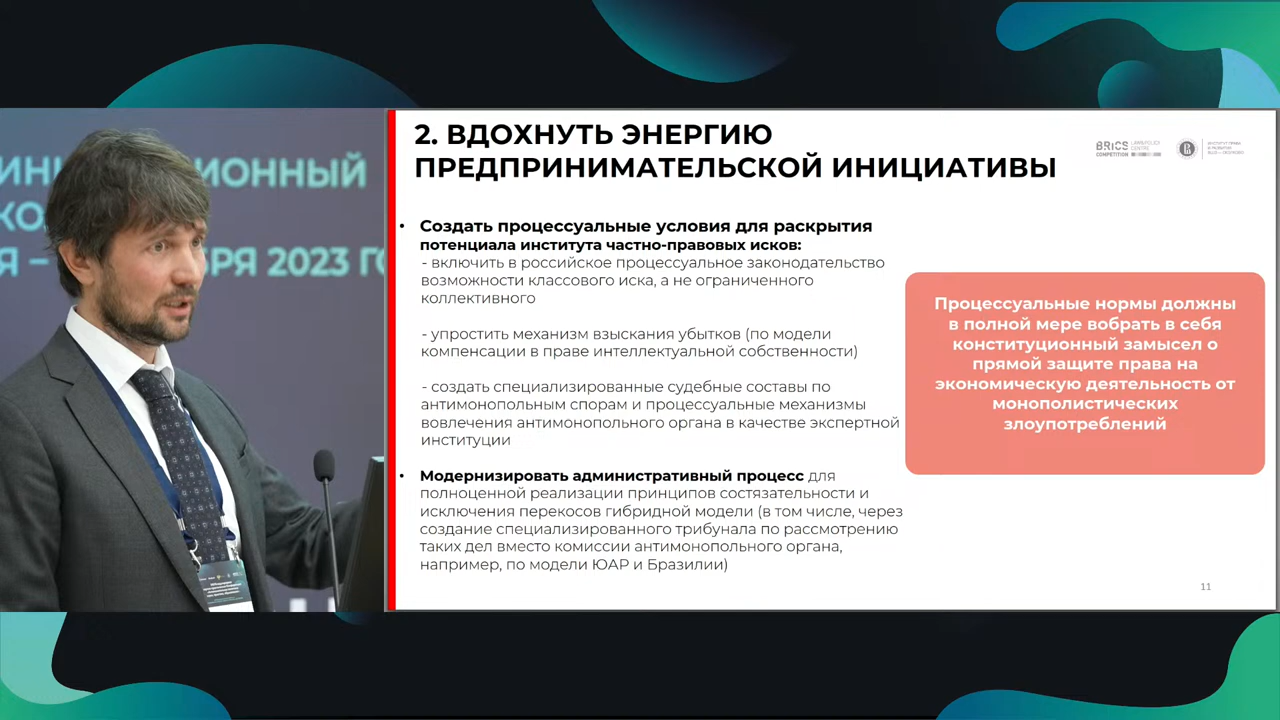 ИОННЫЙ
2023
2. ВДОХНУТЬ ЭНЕРГИЮ
ПРЕДПРИНИМАТЕЛЬСКОЙ ИНИЦИАТИВЫ
BRICS LAW&POLICY
COMPETITION CENTRE
• Создать процессуальные условия для раскрытия
потенциала института частно-правовых исков:
- включить в российское процессуальное законодательство
возможности классового иска, а не ограниченного
коллективного
- упростить механизм взыскания убытков (по модели
компенсации в праве интеллектуальной собственности)
- создать специализированные судебные составы по
антимонопольным спорам и процессуальные механизмы
вовлечения антимонопольного органа в качестве экспертной
институции
• Модернизировать административный процесс для
полноценной реализации принципов состязательности и
исключения перекосов гибридной модели (в том числе, через
создание специализированного трибунала по рассмотрению
таких дел вместо комиссии антимонопольного органа,
например, по модели ЮАР и Бразилии)
Процессуальные нормы должны
в полной мере вобрать в себя
конституционный замысел о
прямой защите права на
экономическую деятельность от
монополистических
злоупотреблений
11